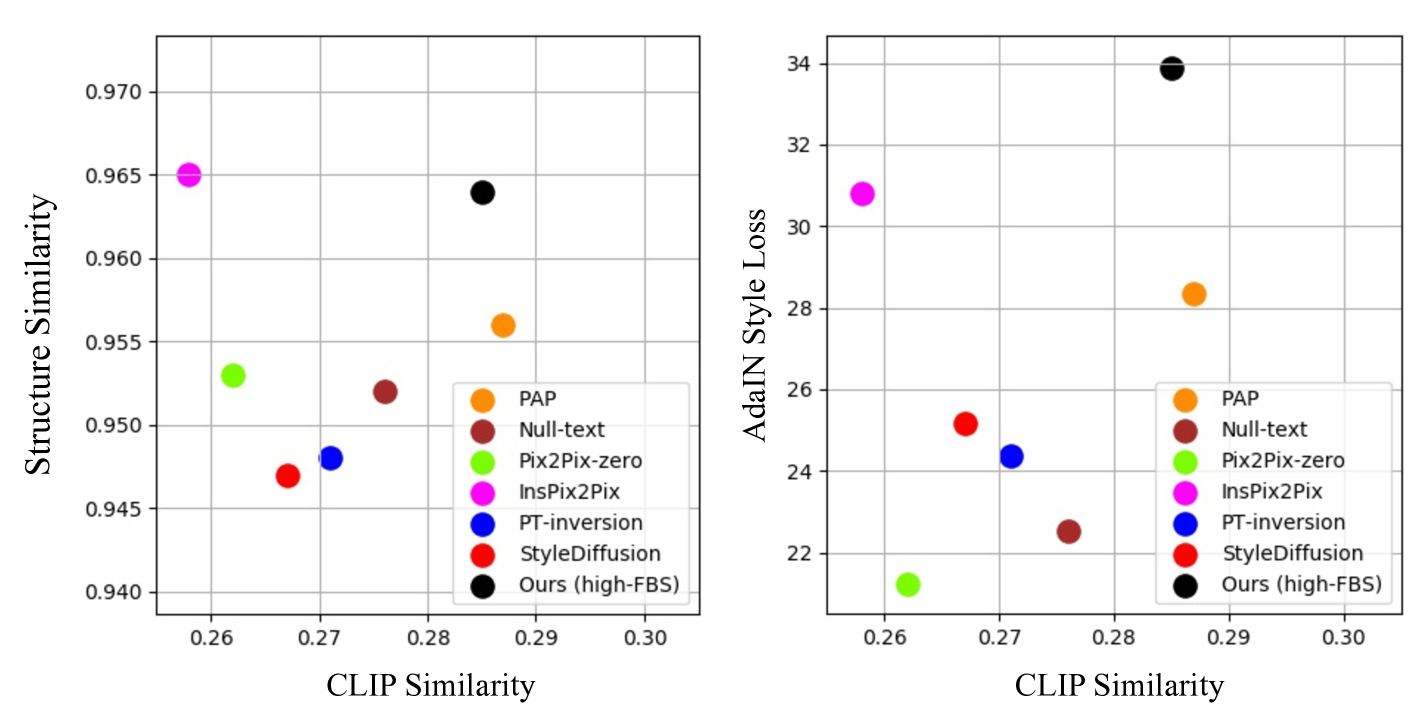 Structure Similarity
0.970
0.965
0.960
0.955
0.950
0.945
0.940
PAP
Null-text
Pix2Pix-zero
InsPix2Pix
PT-inversion
StyleDiffusion
Ours (high-FBS)
0.26 0.27 0.28 0.29 0.30
CLIP Similarity
AdaIN Style Loss
34
32
30
28
26
24
22
PAP
Null-text
Pix2Pix-zero
InsPix2Pix
PT-inversion
StyleDiffusion
Ours (high-FBS)
0.26 0.27 0.28 0.29 0.30
CLIP Similarity